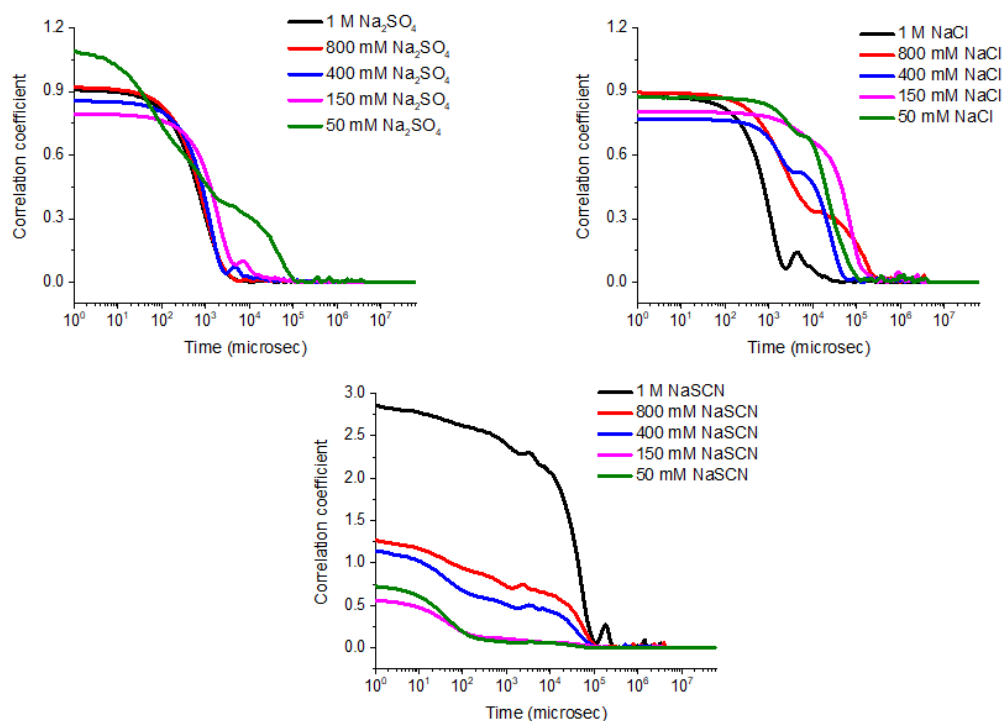 1 M Na₂SO₄
800 mM Na₂SO₄
400 mM Na₂SO₄
150 mM Na₂SO₄
50 mM Na₂SO₄
1.2
0.9
0.6
0.3
0.0
Correlation coefficient
10⁰ 10¹ 10² 10³ 10⁴ 10⁵ 10⁶ 10⁷
Time (microsec)
1 M NaCl
800 mM NaCl
400 mM NaCl
150 mM NaCl
50 mM NaCl
1.2
0.9
0.6
0.3
0.0
Correlation coefficient
10⁰ 10¹ 10² 10³ 10⁴ 10⁵ 10⁶ 10⁷
Time (microsec)
1 M NaSCN
800 mM NaSCN
400 mM NaSCN
150 mM NaSCN
50 mM NaSCN
3.0
2.5
2.0
1.5
1.0
0.5
0.0
Correlation coefficient
10⁰ 10¹ 10² 10³ 10⁴ 10⁵ 10⁶ 10⁷
Time (microsec)